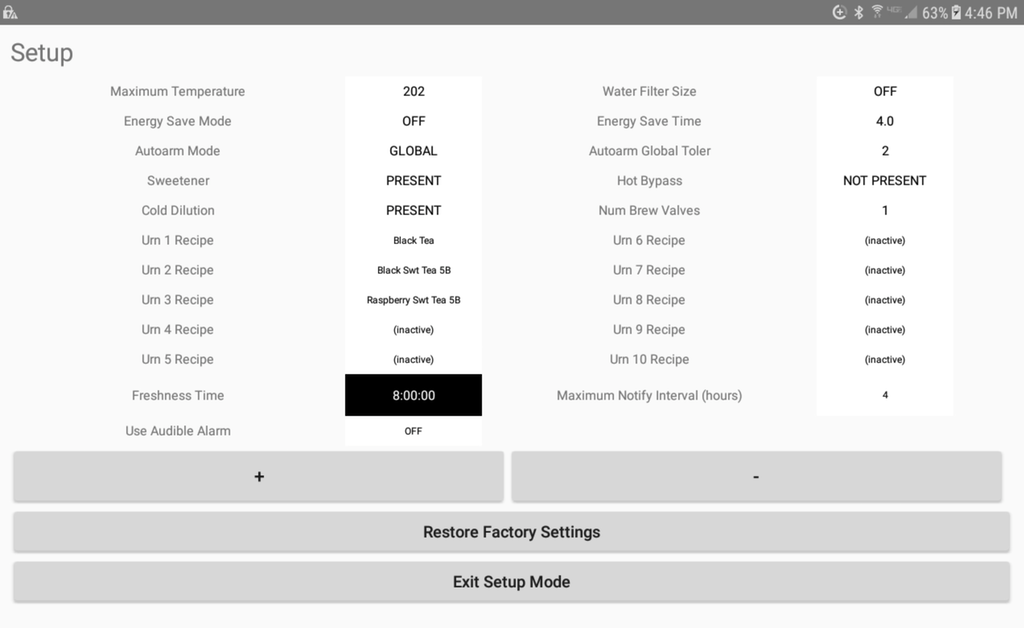 63% 4:46 PM
Setup
Maximum Temperature 202 Water Filter Size OFF
Energy Save Mode OFF Energy Save Time 4.0
Autoarm Mode GLOBAL Autoarm Global Toler 2
Sweetener PRESENT Hot Bypass NOT PRESENT
Cold Dilution PRESENT Num Brew Valves 1
Urn 1 Recipe Black Tea Urn 6 Recipe (inactive)
Urn 2 Recipe Black Swt Tea 5B Urn 7 Recipe (inactive)
Urn 3 Recipe Raspberry Swt Tea 5B Urn 8 Recipe (inactive)
Urn 4 Recipe (inactive) Urn 9 Recipe (inactive)
Urn 5 Recipe (inactive) Urn 10 Recipe (inactive)
Freshness Time 8:00:00 Maximum Notify Interval (hours) 4
Use Audible Alarm OFF
+ -
Restore Factory Settings
Exit Setup Mode